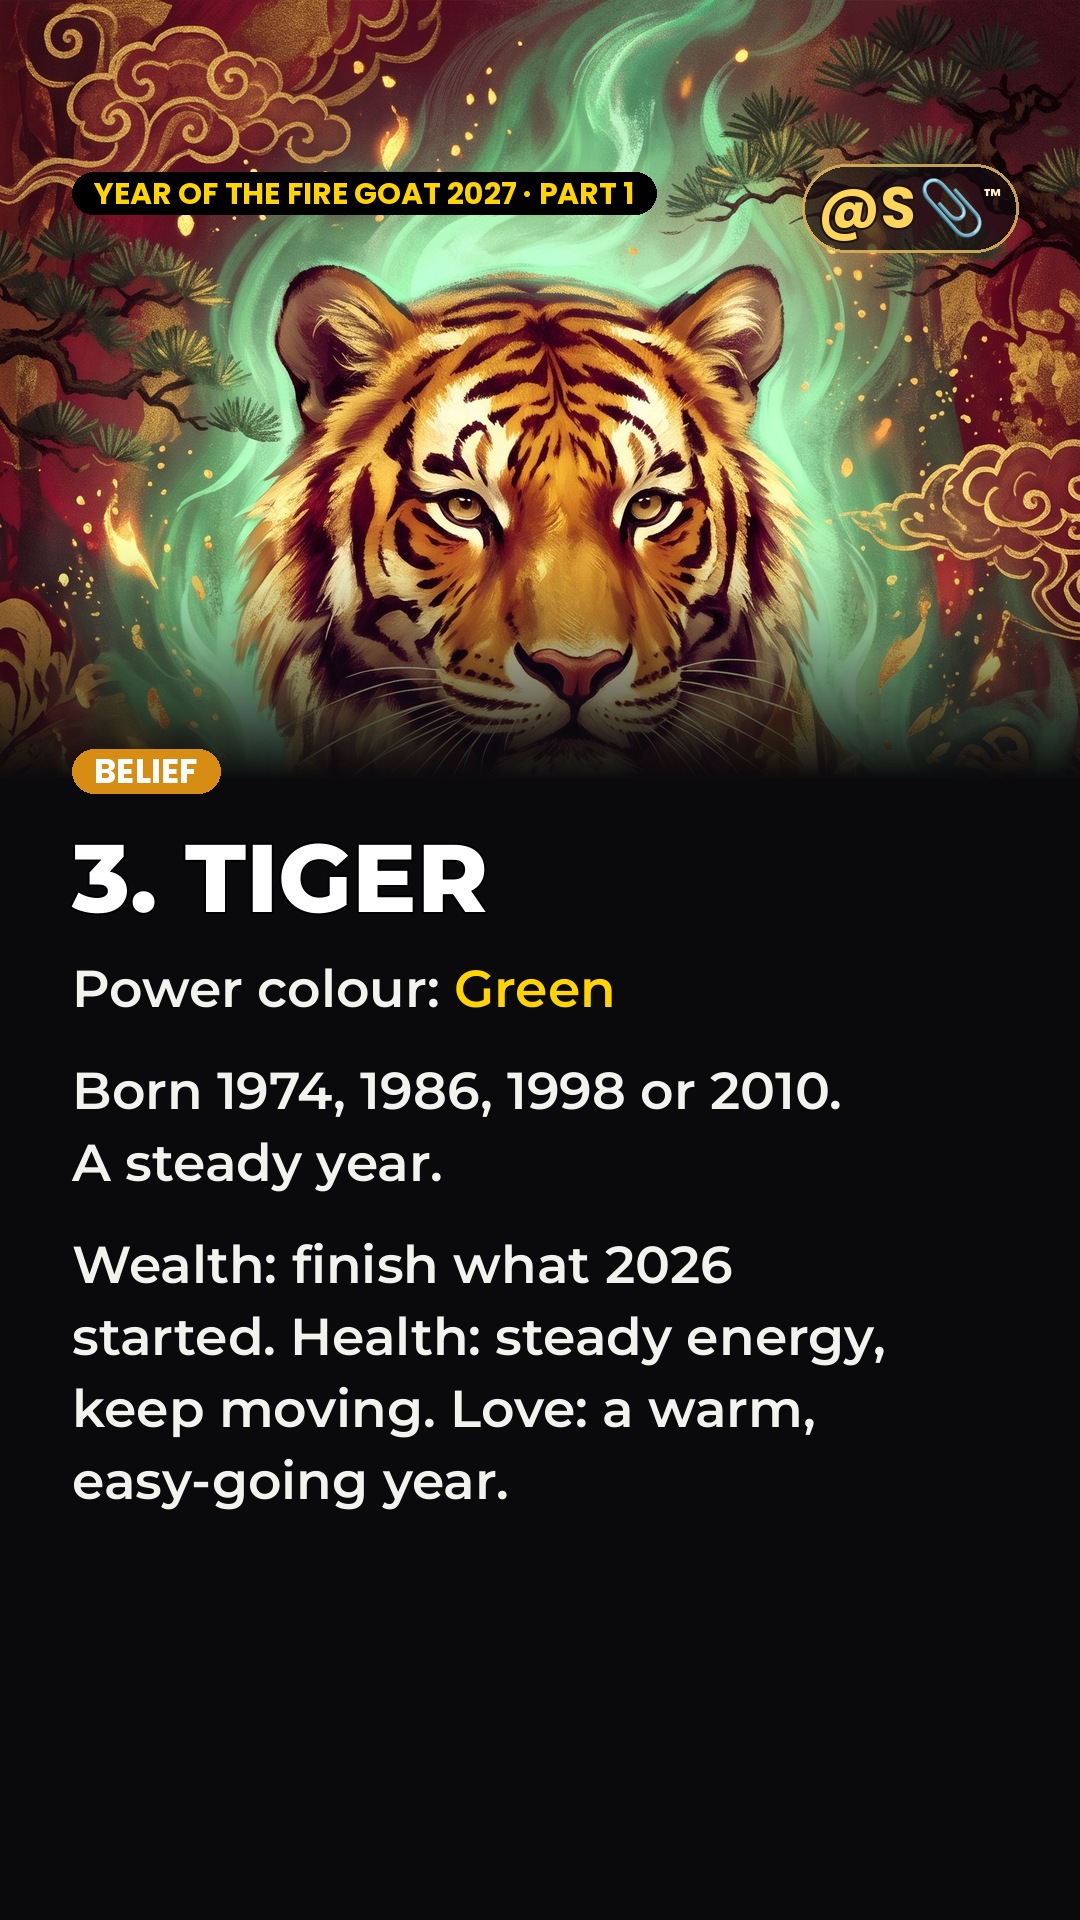 YEAR OF THE FIRE GOAT 2027 · PART 1
@S📎™
BELIEF
3. TIGER
Power colour: Green
Born 1974, 1986, 1998 or 2010.
A steady year.
Wealth: finish what 2026
started. Health: steady energy,
keep moving. Love: a warm,
easy-going year.